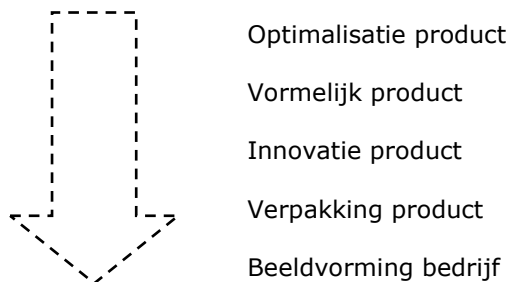 Optimalisatie product
Vormelijk product
Innovatie product
Verpakking product
Beeldvorming bedrijf